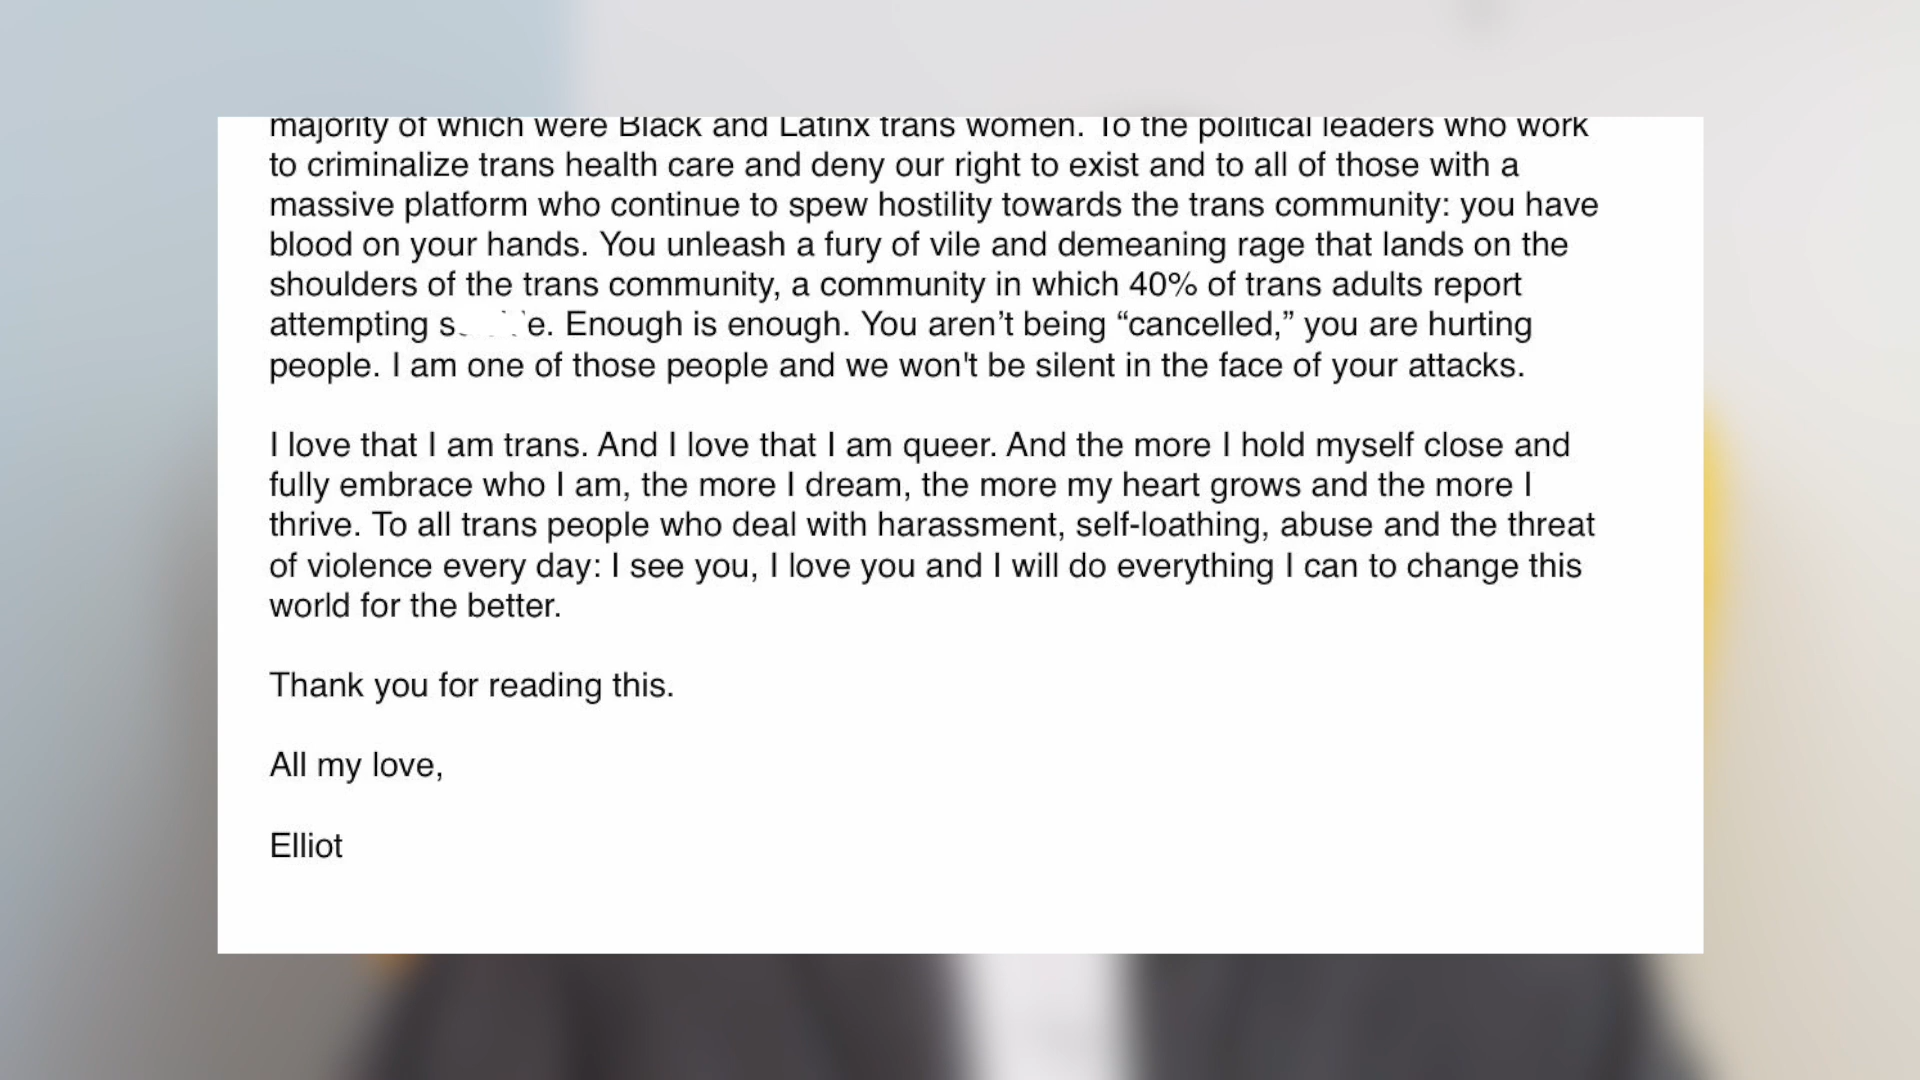 majority of which were Black and Latinx trans women. To the political leaders who work
to criminalize trans health care and deny our right to exist and to all of those with a
massive platform who continue to spew hostility towards the trans community: you have
blood on your hands. You unleash a fury of vile and demeaning rage that lands on the
shoulders of the trans community, a community in which 40% of trans adults report
attempting Enough is enough. You aren’t being “cancelled,” you are hurting
people. I am one of those people and we won't be silent in the face of your attacks.
I love that I am trans. And I love that I am queer. And the more I hold myself close and
fully embrace who I am, the more I dream, the more my heart grows and the more I
thrive. To all trans people who deal with harassment, self-loathing, abuse and the threat
of violence every day: I see you, I love you and I will do everything I can to change this
world for the better.
Thank you for reading this.
All my love,
Elliot